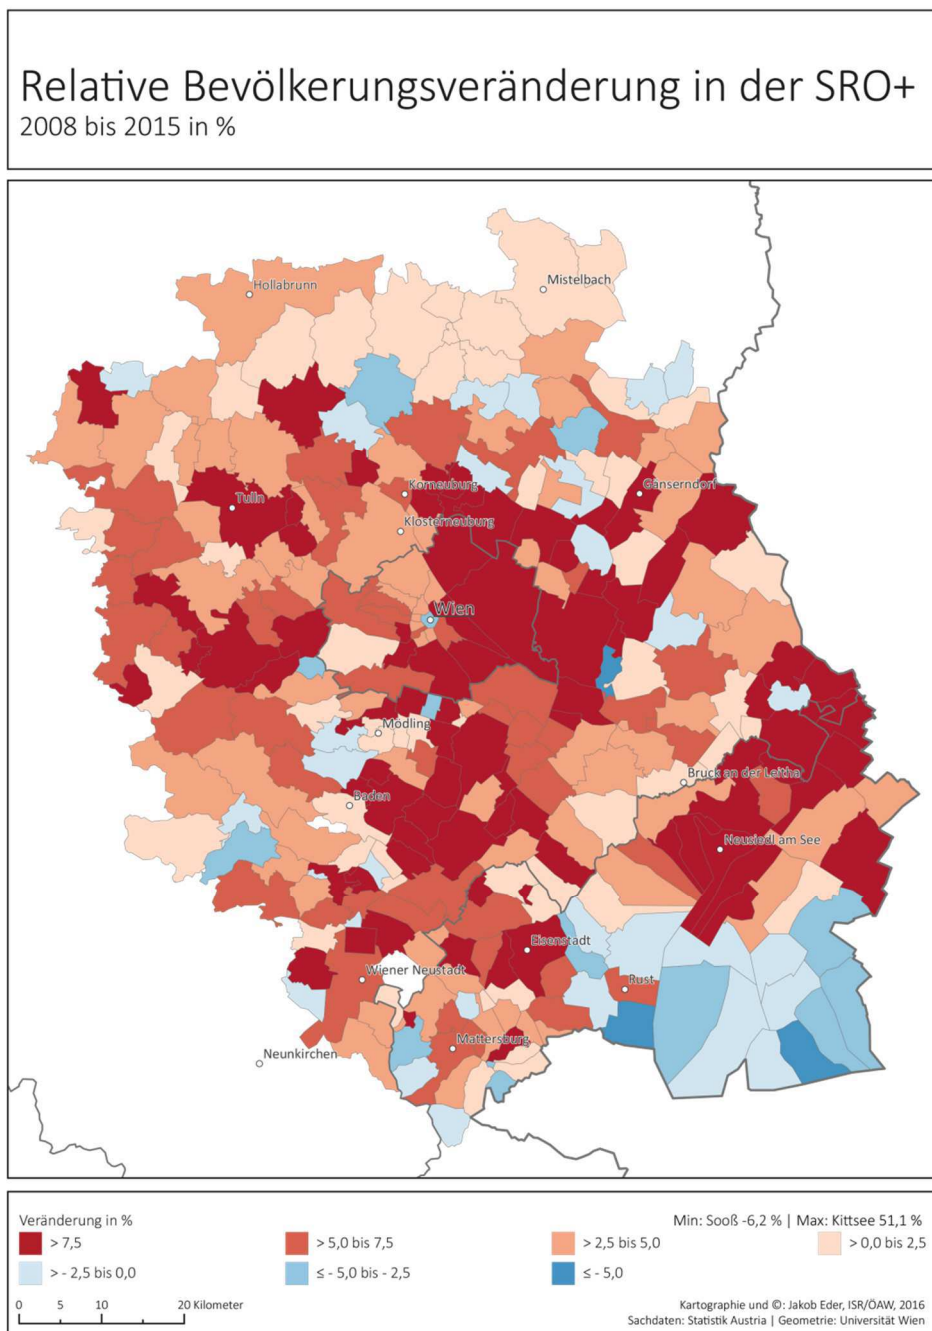 Relative Bevölkerungsveränderung in der SRO+
2008 bis 2015 in %
Hollabrunn
Mistelbach
Tulln
Korneuburg
Gänserndorf
Klosterneuburg
Wien
Mödling
Bruck an der Leitha
Baden
Neusiedl am See
Eisenstadt
Wiener Neustadt
Rust
Mattersburg
Neunkirchen
Veränderung in %
Min: Sooß -6,2 % | Max: Kittsee 51,1 %
> 7,5
> 5,0 bis 7,5
> 2,5 bis 5,0
> 0,0 bis 2,5
> - 2,5 bis 0,0
≤ - 5,0 bis - 2,5
≤ - 5,0
0 5 10 20 Kilometer
Kartographie und ©: Jakob Eder, ISR/ÖAW, 2016
Sachdaten: Statistik Austria | Geometrie: Universität Wien